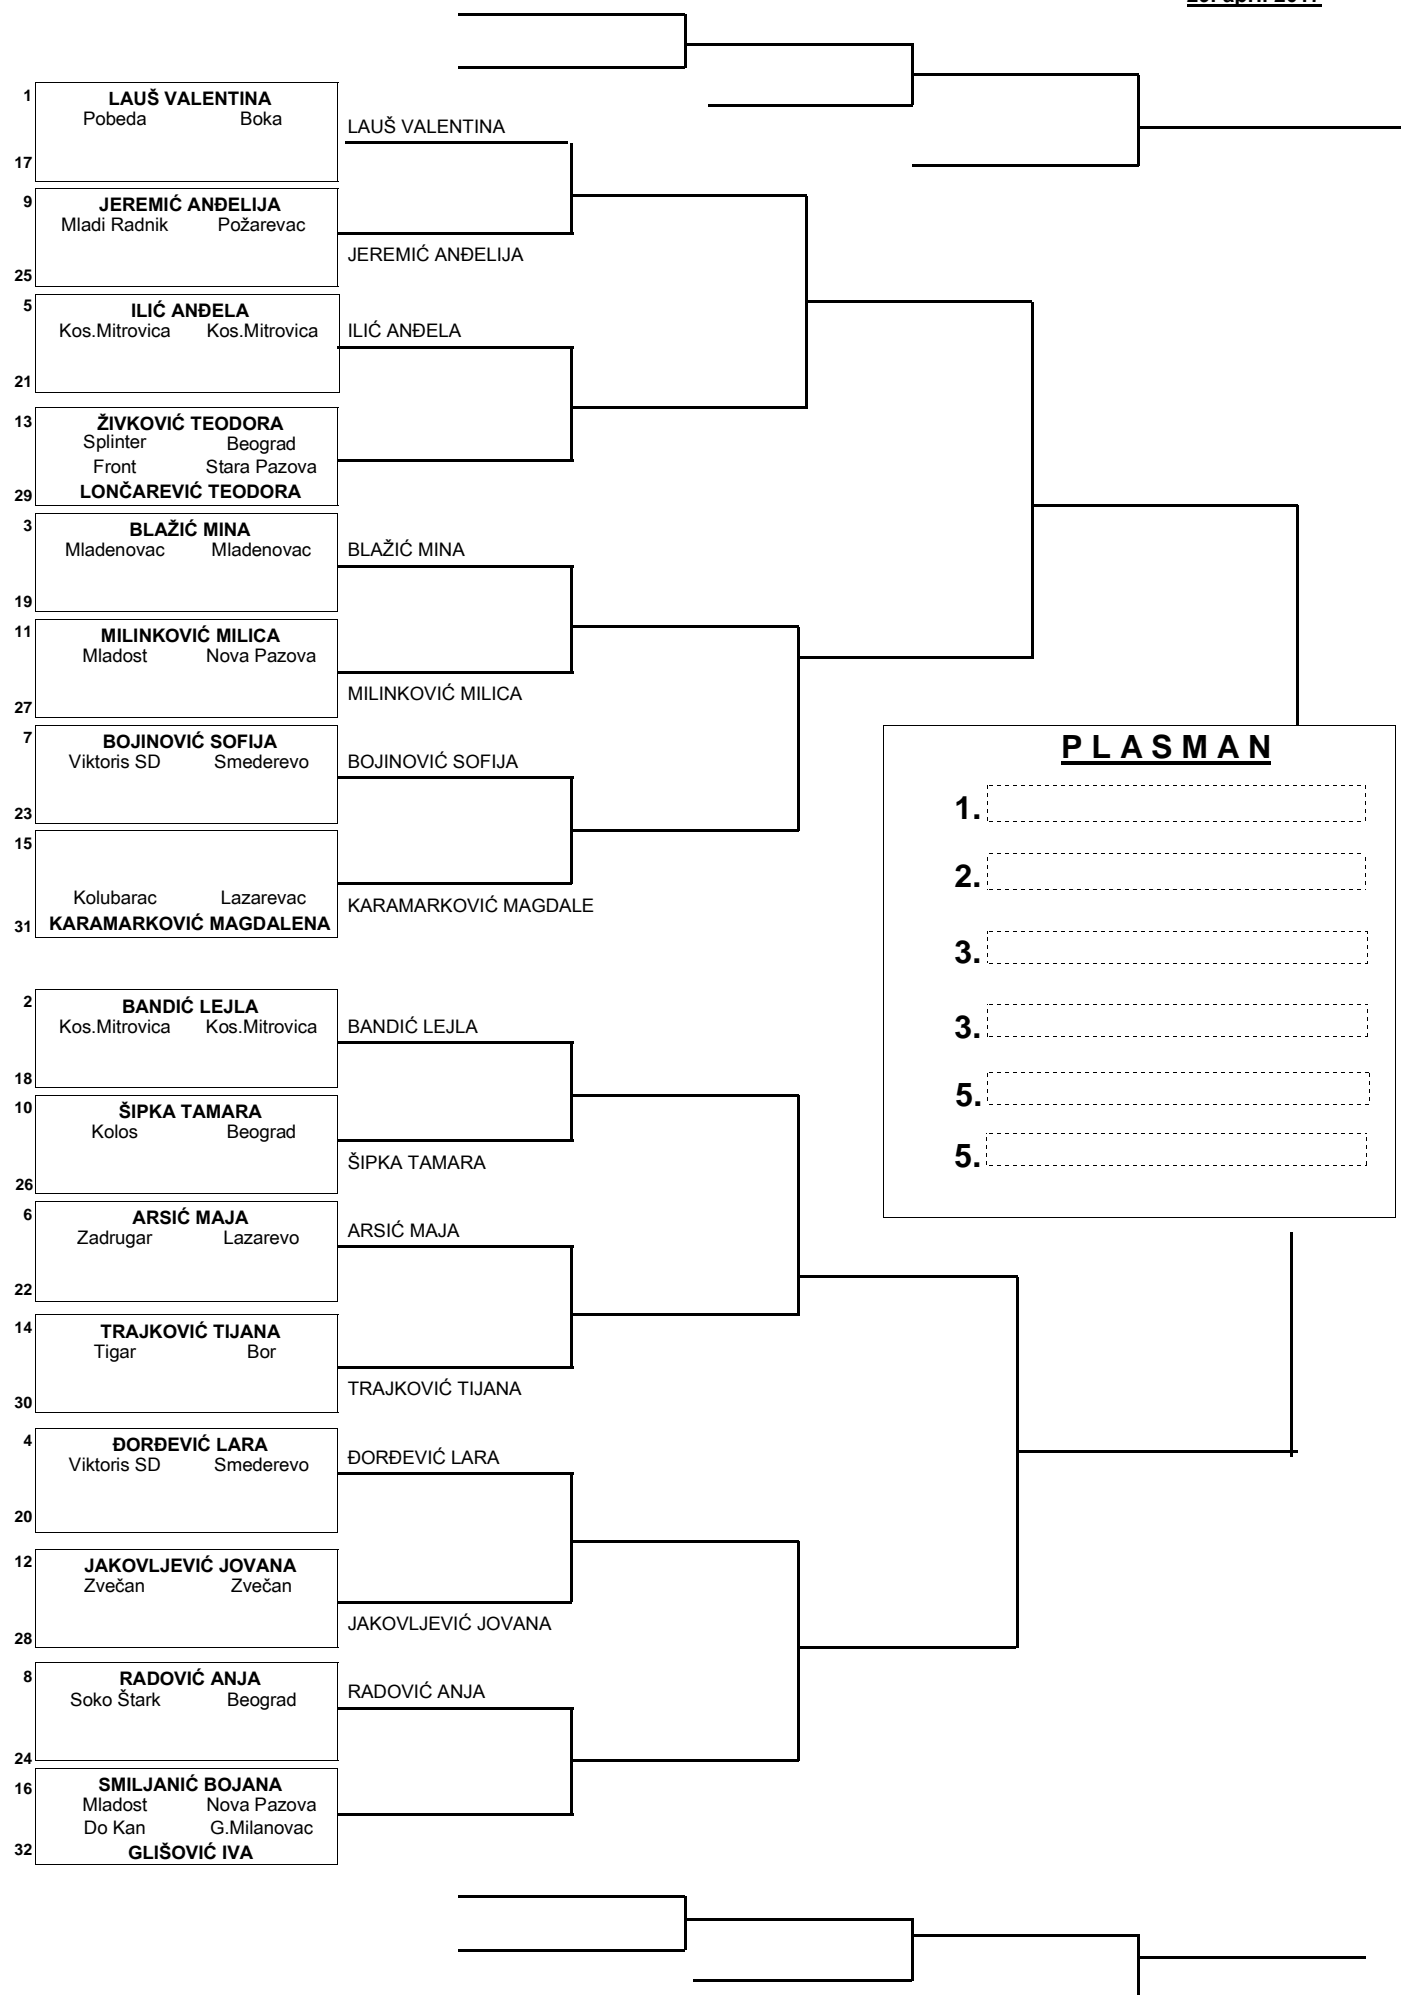 1 LAUŠ VALENTINA
Pobeda Boka
LAUŠ VALENTINA
17
9 JEREMIĆ ANĐELIJA
Mladi Radnik Požarevac
JEREMIĆ ANĐELIJA
25
5 ILIĆ ANĐELA
Kos.Mitrovica Kos.Mitrovica
ILIĆ ANĐELA
21
13 ŽIVKOVIĆ TEODORA
Splinter Beograd
Front Stara Pazova
29 LONČAREVIĆ TEODORA
3 BLAŽIĆ MINA
Mladenovac Mladenovac
BLAŽIĆ MINA
19
11 MILINKOVIĆ MILICA
Mladost Nova Pazova
MILINKOVIĆ MILICA
27
7 BOJINOVIĆ SOFIJA
Viktoris SD Smederevo
BOJINOVIĆ SOFIJA
23
15
Kolubarac Lazarevac
KARAMARKOVIĆ MAGDALE
31 KARAMARKOVIĆ MAGDALENA
P L A S M A N
1.
2.
3.
3.
5.
5.
2 BANDIĆ LEJLA
Kos.Mitrovica Kos.Mitrovica
BANDIĆ LEJLA
18
10 ŠIPKA TAMARA
Kolos Beograd
ŠIPKA TAMARA
26
6 ARSIĆ MAJA
Zadrugar Lazarevo
ARSIĆ MAJA
22
14 TRAJKOVIĆ TIJANA
Tigar Bor
TRAJKOVIĆ TIJANA
30
4 ĐORĐEVIĆ LARA
Viktoris SD Smederevo
ĐORĐEVIĆ LARA
20
12 JAKOVLJEVIĆ JOVANA
Zvečan Zvečan
JAKOVLJEVIĆ JOVANA
28
8 RADOVIĆ ANJA
Soko Štark Beograd
RADOVIĆ ANJA
24
16 SMILJANIĆ BOJANA
Mladost Nova Pazova
Do Kan G.Milanovac
32 GLIŠOVIĆ IVA